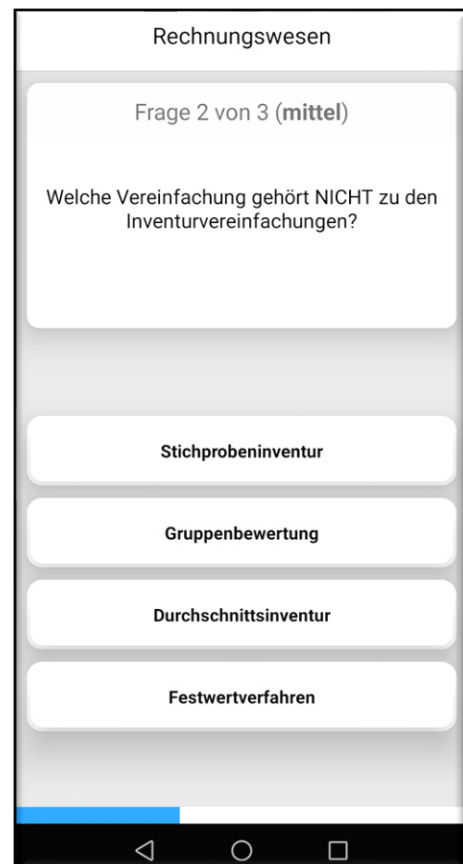 Rechnungswesen
Frage 2 von 3 (mittel)
Welche Vereinfachung gehört NICHT zu den
Inventurvereinfachungen?
Stichprobeninventur
Gruppenbewertung
Durchschnittsinventur
Festwertverfahren